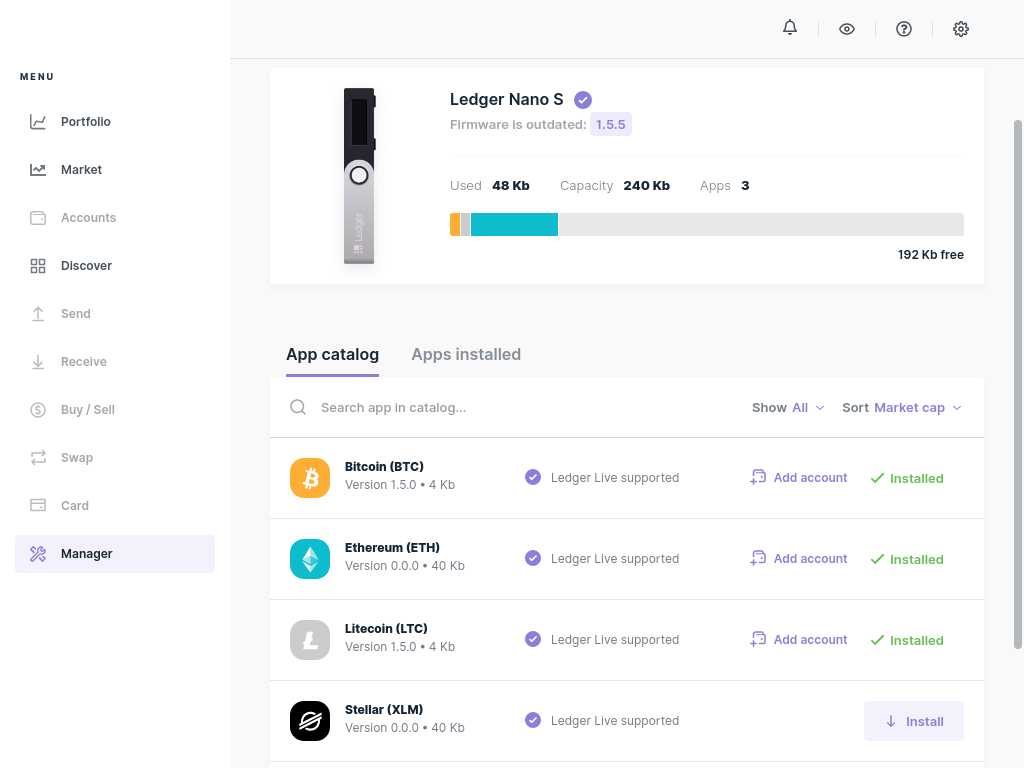 MENU
Portfolio
Market
Accounts
Discover
Send
Receive
Buy / Sell
Swap
Card
Manager
Ledger
Ledger Nano S
Firmware is outdated: 1.5.5
Used 48 Kb Capacity 240 Kb Apps 3
192 Kb free
App catalog Apps installed
Search app in catalog... Show All Sort Market cap
Bitcoin (BTC)
Version 1.5.0 • 4 Kb
Ledger Live supported Add account Installed
Ethereum (ETH)
Version 0.0.0 • 40 Kb
Ledger Live supported Add account Installed
Litecoin (LTC)
Version 1.5.0 • 4 Kb
Ledger Live supported Add account Installed
Stellar (XLM)
Version 0.0.0 • 40 Kb
Ledger Live supported Install